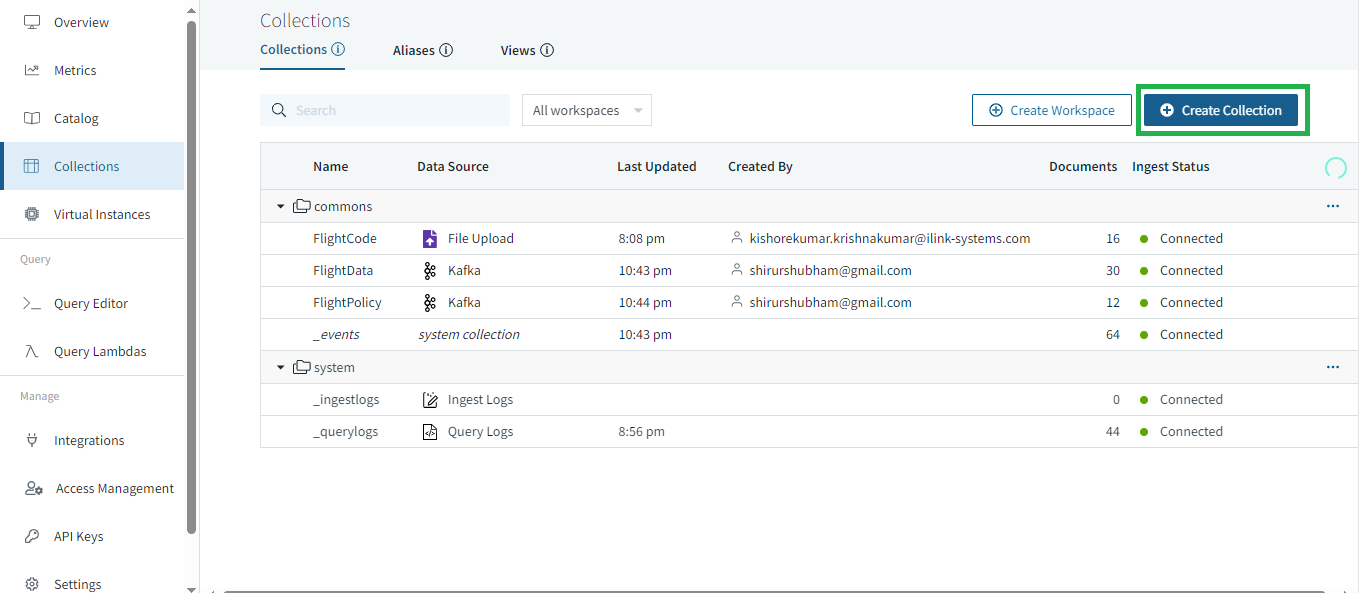 Overview
Metrics
Catalog
Collections
Virtual Instances
Query
Query Editor
Query Lambdas
Manage
Integrations
Access Management
API Keys
Settings
Collections
Collections Aliases Views
Search All workspaces Create Workspace Create Collection
Name Data Source Last Updated Created By Documents Ingest Status
commons
FlightCode File Upload 8:08 pm kishorekumar.krishnakumar@ilink-systems.com 16 Connected
FlightData Kafka 10:43 pm shirurshubham@gmail.com 30 Connected
FlightPolicy Kafka 10:44 pm shirurshubham@gmail.com 12 Connected
_events system collection 10:43 pm 64 Connected
system
_ingestlogs Ingest Logs 0 Connected
_querylogs Query Logs 8:56 pm 44 Connected